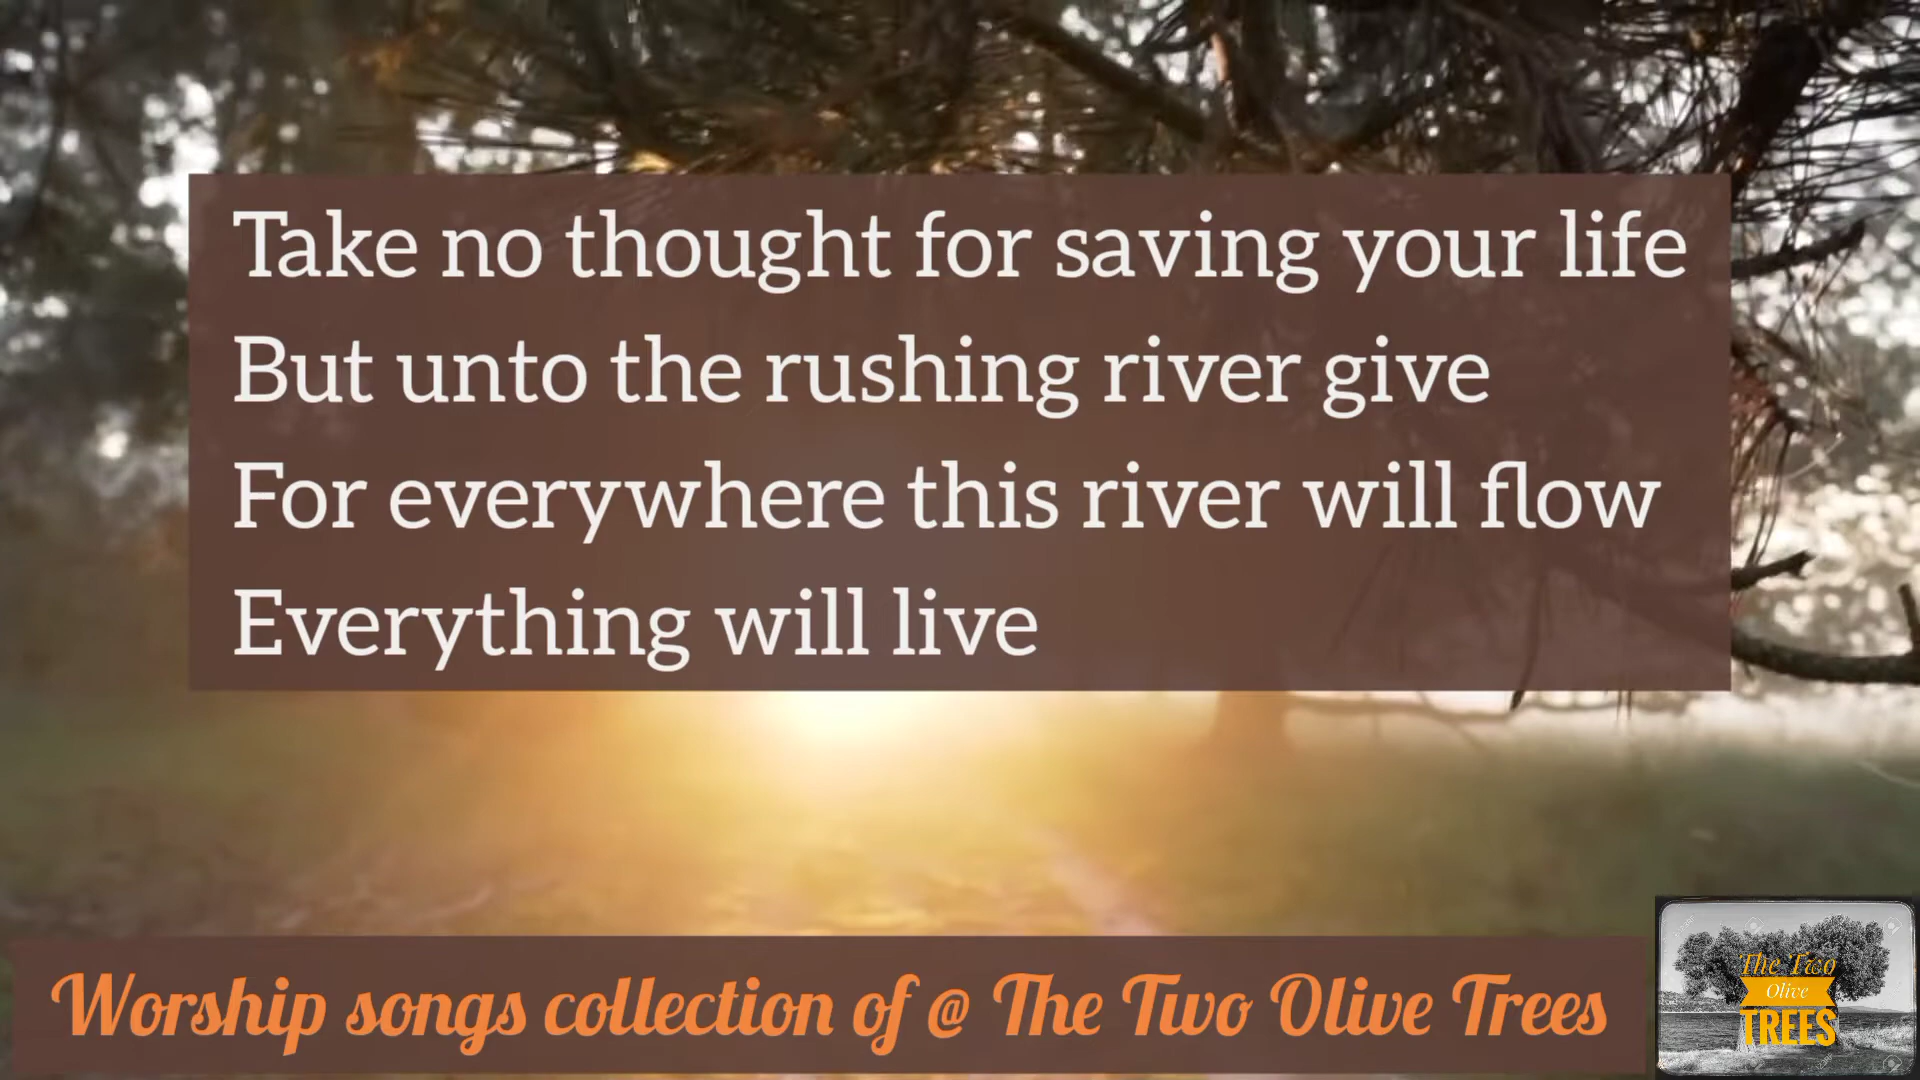 Take no thought for saving your life
But unto the rushing river give
For everywhere this river will flow
Everything will live
Worship songs collection of @ The Two Olive Trees
The Two
Olive
TREES